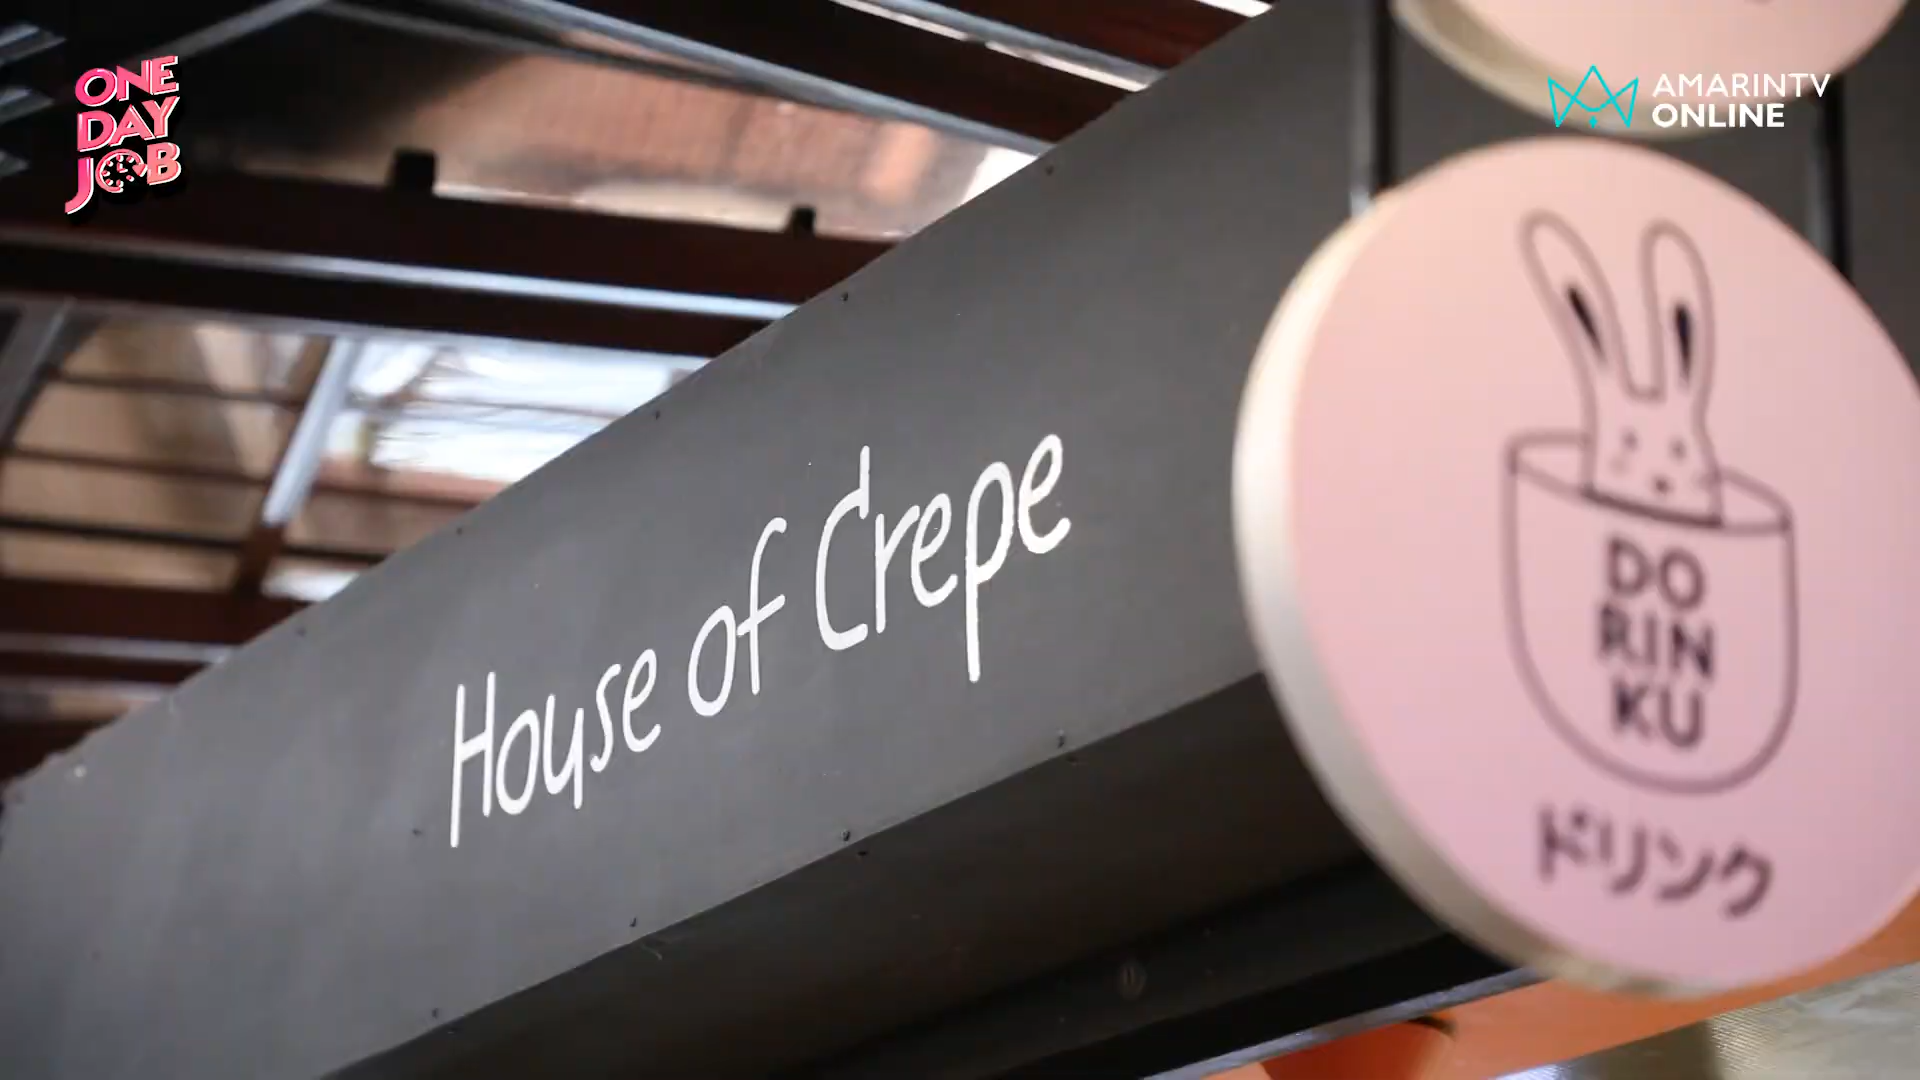 ONE
DAY
JOB
AMARINTV
ONLINE
House of Crepe
DO
RIN
KU
ドリンク